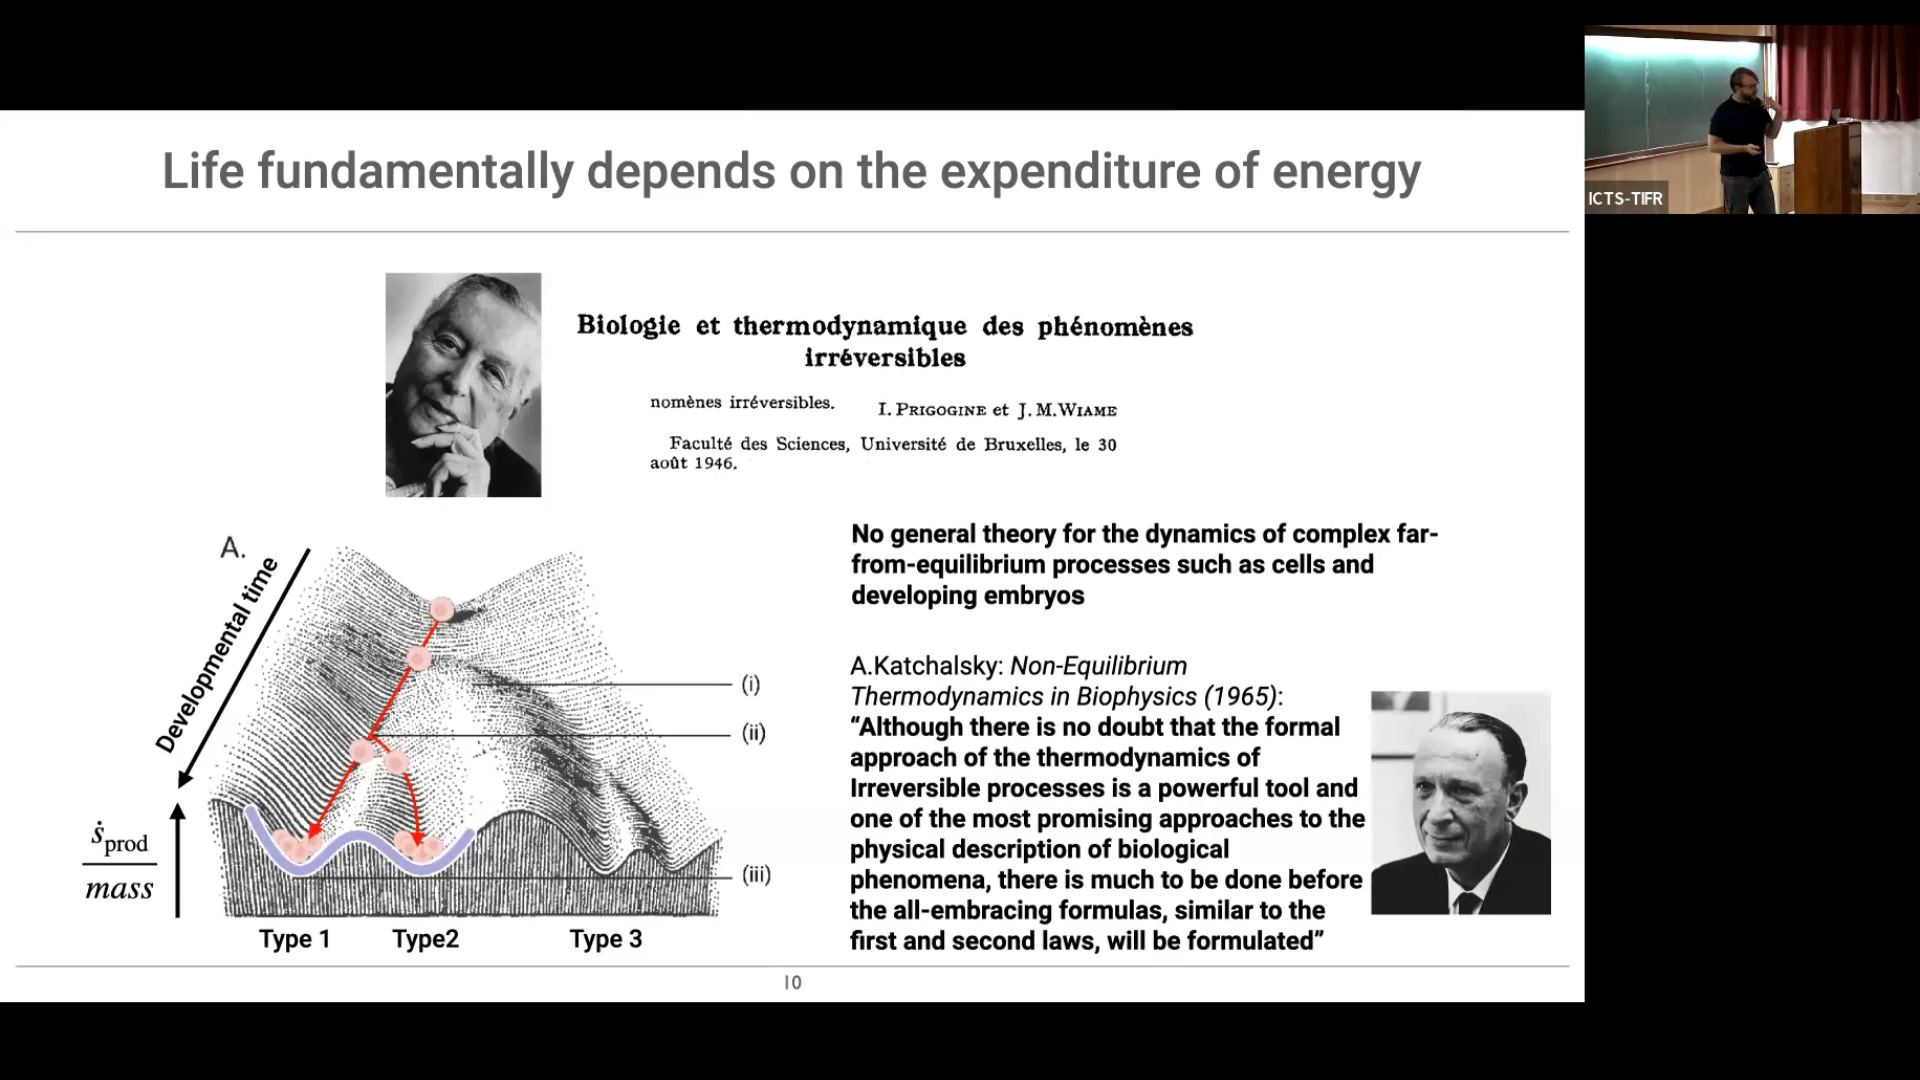 Life fundamentally depends on the expenditure of energy
ICTS-TIFR
Biologie et thermodynamique des phénomènes
irréversibles
nomènes irréversibles. I. PRIGOGINE et J. M. WIAME
Faculté des Sciences, Université de Bruxelles, le 30
août 1946.
A.
Developmental time
(i)
(ii)
(iii)
ṡprod
mass
Type 1 Type2 Type 3
No general theory for the dynamics of complex far-
from-equilibrium processes such as cells and
developing embryos
A.Katchalsky: Non-Equilibrium
Thermodynamics in Biophysics (1965):
“Although there is no doubt that the formal
approach of the thermodynamics of
Irreversible processes is a powerful tool and
one of the most promising approaches to the
physical description of biological
phenomena, there is much to be done before
the all-embracing formulas, similar to the
first and second laws, will be formulated”
10